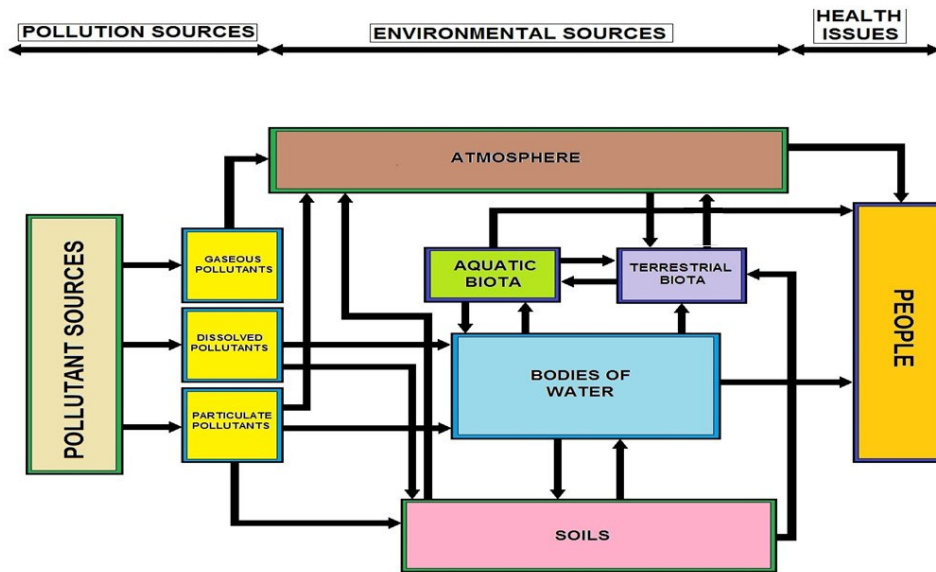 POLLUTION SOURCES
ENVIRONMENTAL SOURCES
HEALTH
ISSUES
ATMOSPHERE
POLLUTANT SOURCES
GASEOUS
POLLUTANTS
DISSOLVED
POLLUTANTS
PARTICULATE
POLLUTANTS
AQUATIC
BIOTA
TERRESTRIAL
BIOTA
BODIES OF
WATER
SOILS
PEOPLE